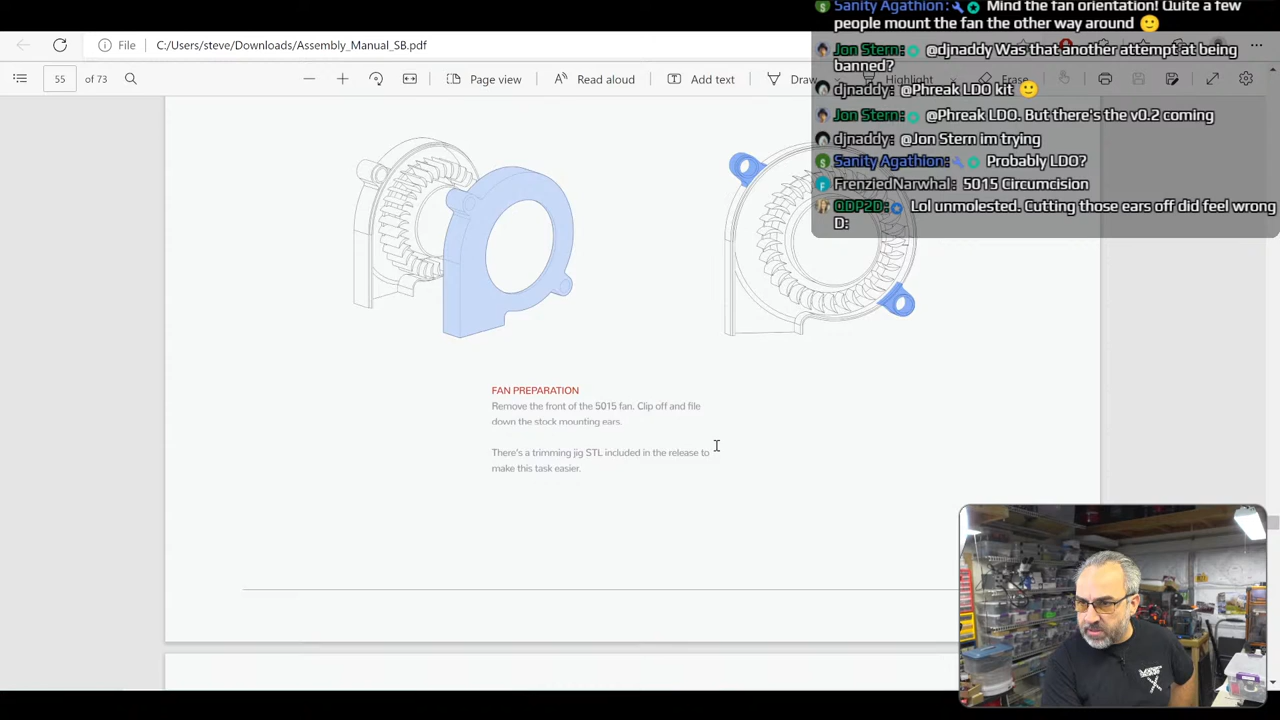 Sanity Agathion: Mind the fan orientation! Quite a few
people mount the fan the other way around 🙂
File
C:/Users/steve/Downloads/Assembly_Manual_SB.pdf
Jon Stern: @djnaddy Was that another attempt at being
banned?
55 of 73
Page view
Read aloud
Add text
Draw
Highlight
Erase
djnaddy: @Phreak LDO kit 🙂
Jon Stern: @Phreak LDO. But there's the v0.2 coming
djnaddy: @Jon Stern im trying
Sanity Agathion: Probably LDO?
FrenziedNarwhal: 5015 Circumcision
ODP2D: Lol unmolested. Cutting those ears off did feel wrong
D:
FAN PREPARATION
Remove the front of the 5015 fan. Clip off and file
down the stock mounting ears.
There's a trimming jig STL included in the release to
make this task easier.